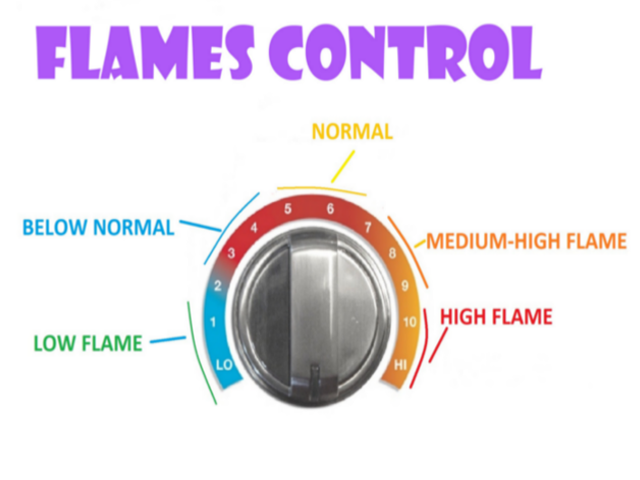 FLAMES CONTROL
NORMAL
BELOW NORMAL
MEDIUM-HIGH FLAME
HIGH FLAME
LOW FLAME
LO 1 2 3 4 5 6 7 8 9 10 HI